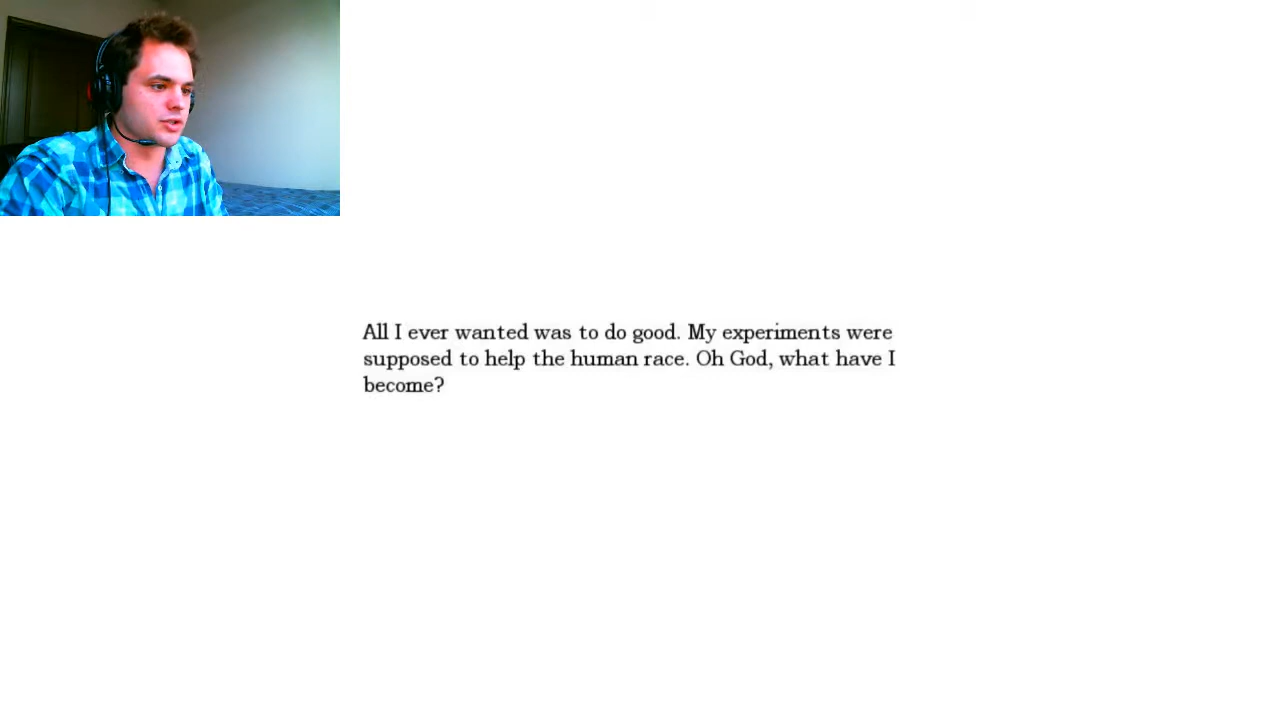 All I ever wanted was to do good. My experiments were
supposed to help the human race. Oh God, what have I
become?